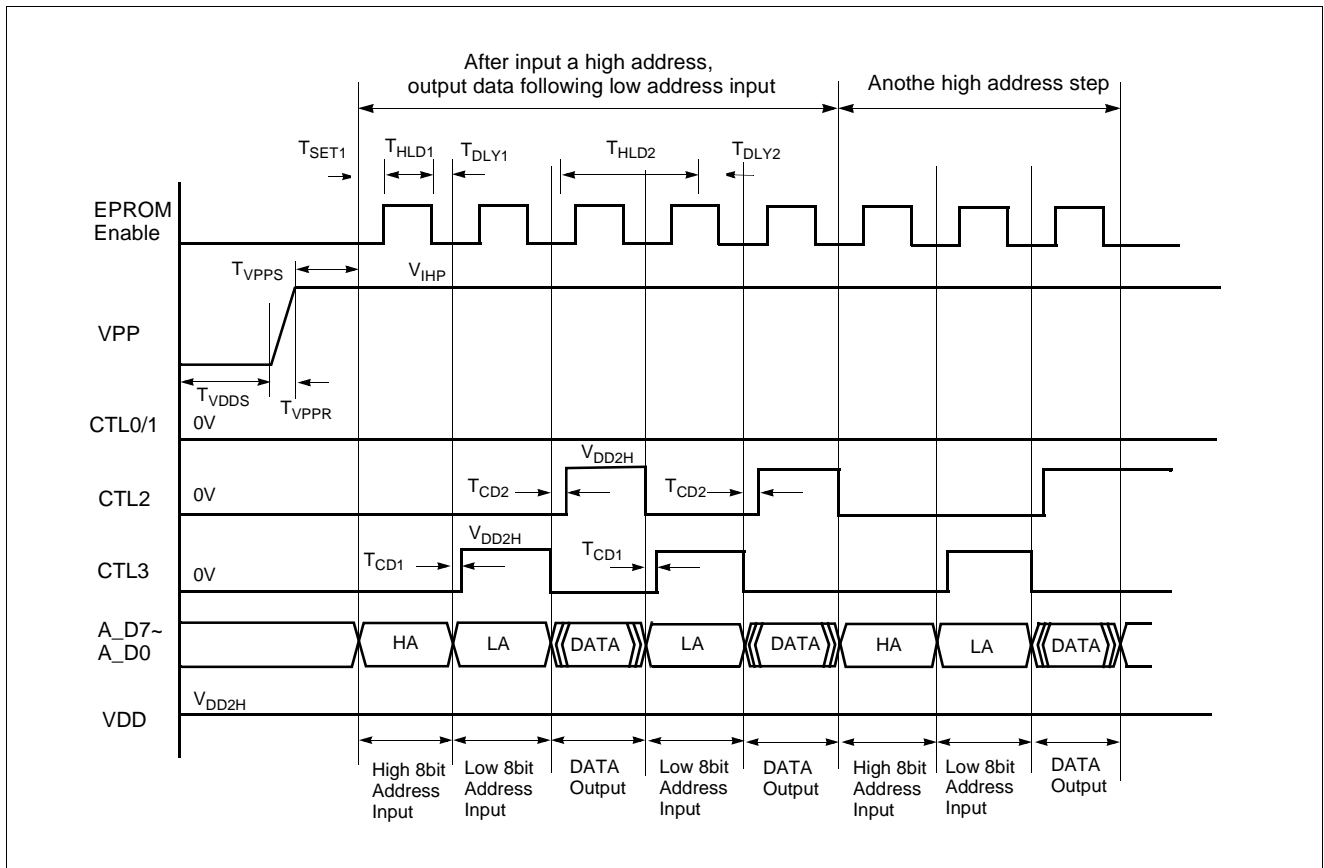 After input a high address,
output data following low address input
Anothe high address step
TSET1
THLD1
TDLY1
THLD2
TDLY2
EPROM
Enable
TVPPS
VIHP
VPP
TVDDS
TVPPR
CTL0/1
0V
VDD2H
CTL2
0V
TCD2
TCD2
VDD2H
CTL3
0V
TCD1
TCD1
A_D7~
A_D0
HA
LA
DATA
LA
DATA
HA
LA
DATA
VDD2H
VDD
High 8bit
Address
Input
Low 8bit
Address
Input
DATA
Output
Low 8bit
Address
Input
DATA
Output
High 8bit
Address
Input
Low 8bit
Address
Input
DATA
Output